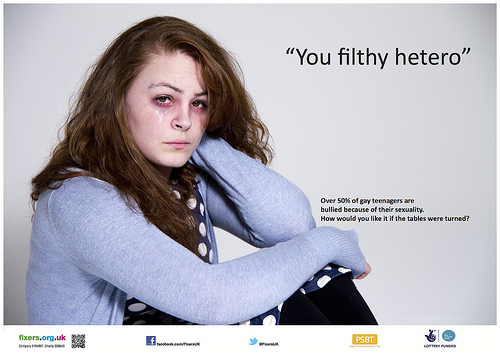 “You filthy hetero”
Over 50% of gay teenagers are
bullied because of their sexuality.
How would you like it if the tables were turned?
fixers.org.uk
facebook.com/FixersUK
@FixersUK
PSBT
LOTTERY FUNDED